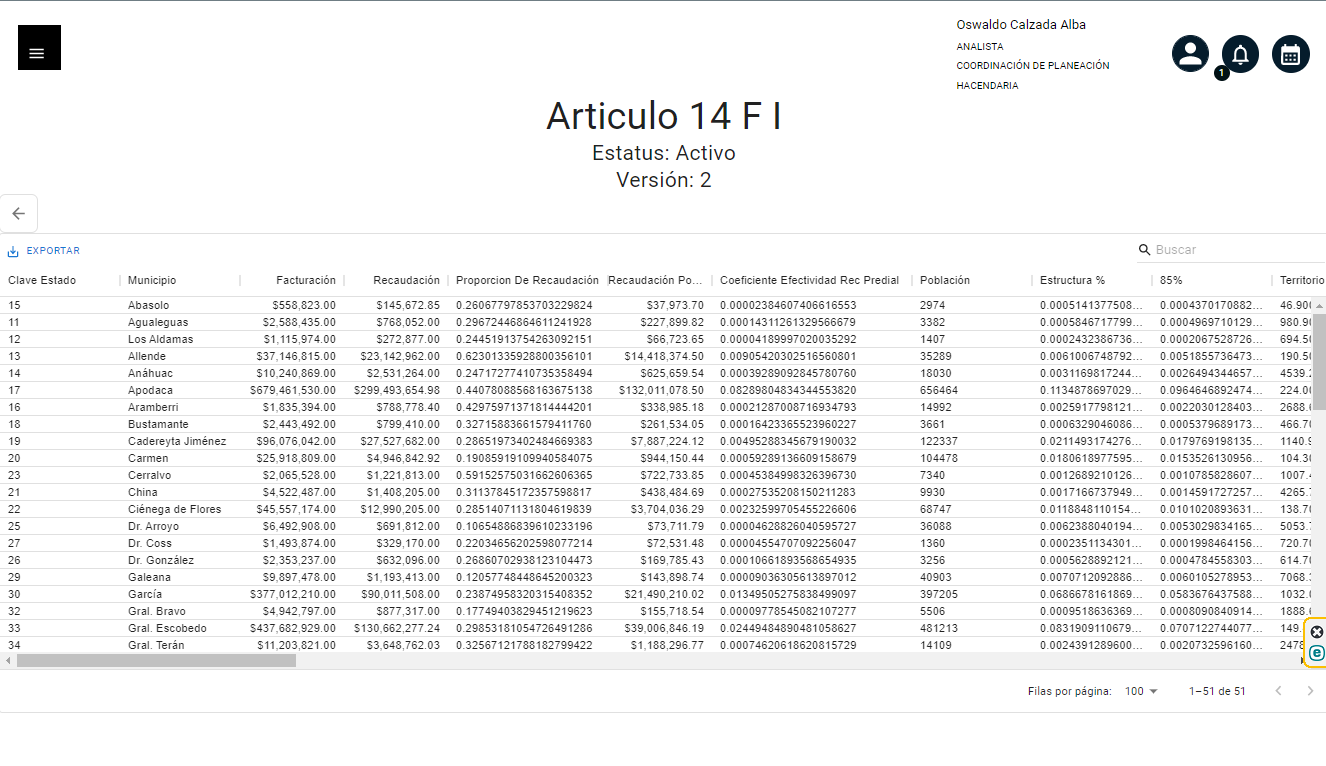 Oswaldo Calzada Alba
ANALISTA
COORDINACIÓN DE PLANEACIÓN
HACENDARIA
1
Articulo 14 F I
Estatus: Activo
Versión: 2
EXPORTAR
Buscar
Clave Estado Municipio Facturación Recaudación Proporcion De Recaudación Recaudación Po... Coeficiente Efectividad Rec Predial Población Estructura % 85% Territorio
15 Abasolo $558,823.00 $145,672.85 0.26067797853703229824 $37,973.70 0.00002384607406616553 2974 0.0005141377508... 0.0004370170882... 46.900
11 Agualeguas $2,588,435.00 $768,052.00 0.29672446864611241928 $227,899.82 0.00014311261329566679 3382 0.0005846717799... 0.0004969710129... 980.90
12 Los Aldamas $1,115,974.00 $272,877.00 0.24451913754263092151 $66,723.65 0.00004189997020035292 1407 0.0002432386736... 0.0002067528726... 694.50
13 Allende $37,146,815.00 $23,142,962.00 0.62301335928800356101 $14,418,374.50 0.00905420302516560801 35289 0.0061006748792... 0.0051855736473... 190.50
14 Anáhuac $10,240,869.00 $2,531,264.00 0.24717277410735358494 $625,659.54 0.00039289092845780760 18030 0.0031169817244... 0.0026494344657... 4539.2
17 Apodaca $679,461,530.00 $299,493,654.98 0.44078088568163675138 $132,011,078.50 0.08289804834344553820 656464 0.1134878697029... 0.0964646892474... 224.00
16 Aramberri $1,835,394.00 $788,778.40 0.42975971371814444201 $338,985.18 0.00021287008716934793 14992 0.0025917798121... 0.0022030128403... 2688.6
18 Bustamante $2,443,492.00 $799,410.00 0.32715883661579411760 $261,534.05 0.00016423365523960227 3661 0.0006329046086... 0.0005379689173... 466.70
19 Cadereyta Jiménez $96,076,042.00 $27,527,682.00 0.28651973402484669383 $7,887,224.12 0.00495288345679190032 122337 0.0211493174276... 0.0179769198135... 1140.9
20 Carmen $25,918,809.00 $4,946,842.92 0.19085919109940584075 $944,150.44 0.00059289136609158679 104478 0.0180618977595... 0.0153526130956... 104.30
23 Cerralvo $2,065,528.00 $1,221,813.00 0.59152575031662606365 $722,733.85 0.00045384998326396730 7340 0.0012689210126... 0.0010785828607... 1007.4
21 China $4,522,487.00 $1,408,205.00 0.31137845172357598817 $438,484.69 0.00027535208150211283 9930 0.0017166737949... 0.0014591727257... 4265.7
22 Ciénega de Flores $45,557,174.00 $12,990,205.00 0.28514071131804619839 $3,704,036.29 0.00232599705455226606 68747 0.0118848110154... 0.0101020893631... 138.70
25 Dr. Arroyo $6,492,908.00 $691,812.00 0.10654886839610233196 $73,711.79 0.00004628826040595727 36088 0.0062388040194... 0.0053029834165... 5053.7
27 Dr. Coss $1,493,874.00 $329,170.00 0.22034656202598077214 $72,531.48 0.00004554707092256047 1360 0.0002351134301... 0.0001998464156... 720.70
26 Dr. González $2,353,237.00 $632,096.00 0.26860702938123104473 $169,785.43 0.00010661893568654935 3256 0.0005628892121... 0.0004784558303... 614.70
29 Galeana $9,897,478.00 $1,193,413.00 0.12057748448645200323 $143,898.74 0.00009036305613897012 40903 0.0070712092886... 0.0060105278953... 7068.3
30 García $377,012,210.00 $90,011,508.00 0.23874958320315408352 $21,490,210.02 0.01349505275838499097 397205 0.0686678161869... 0.0583676437588... 1032.0
32 Gral. Bravo $4,942,797.00 $877,317.00 0.17749403829451219623 $155,718.54 0.00009778545082107277 5506 0.0009518636369... 0.0008090840914... 1888.6
33 Gral. Escobedo $437,682,929.00 $130,662,277.24 0.29853181054726491286 $39,006,846.19 0.02449484890481058627 481213 0.0831909110679... 0.0707122744077... 149.
34 Gral. Terán $11,203,821.00 $3,648,762.03 0.32567121788182799422 $1,188,296.77 0.00074620618620815729 14109 0.0024391289600... 0.0020732596160... 2478
Filas por página: 100 1–51 de 51